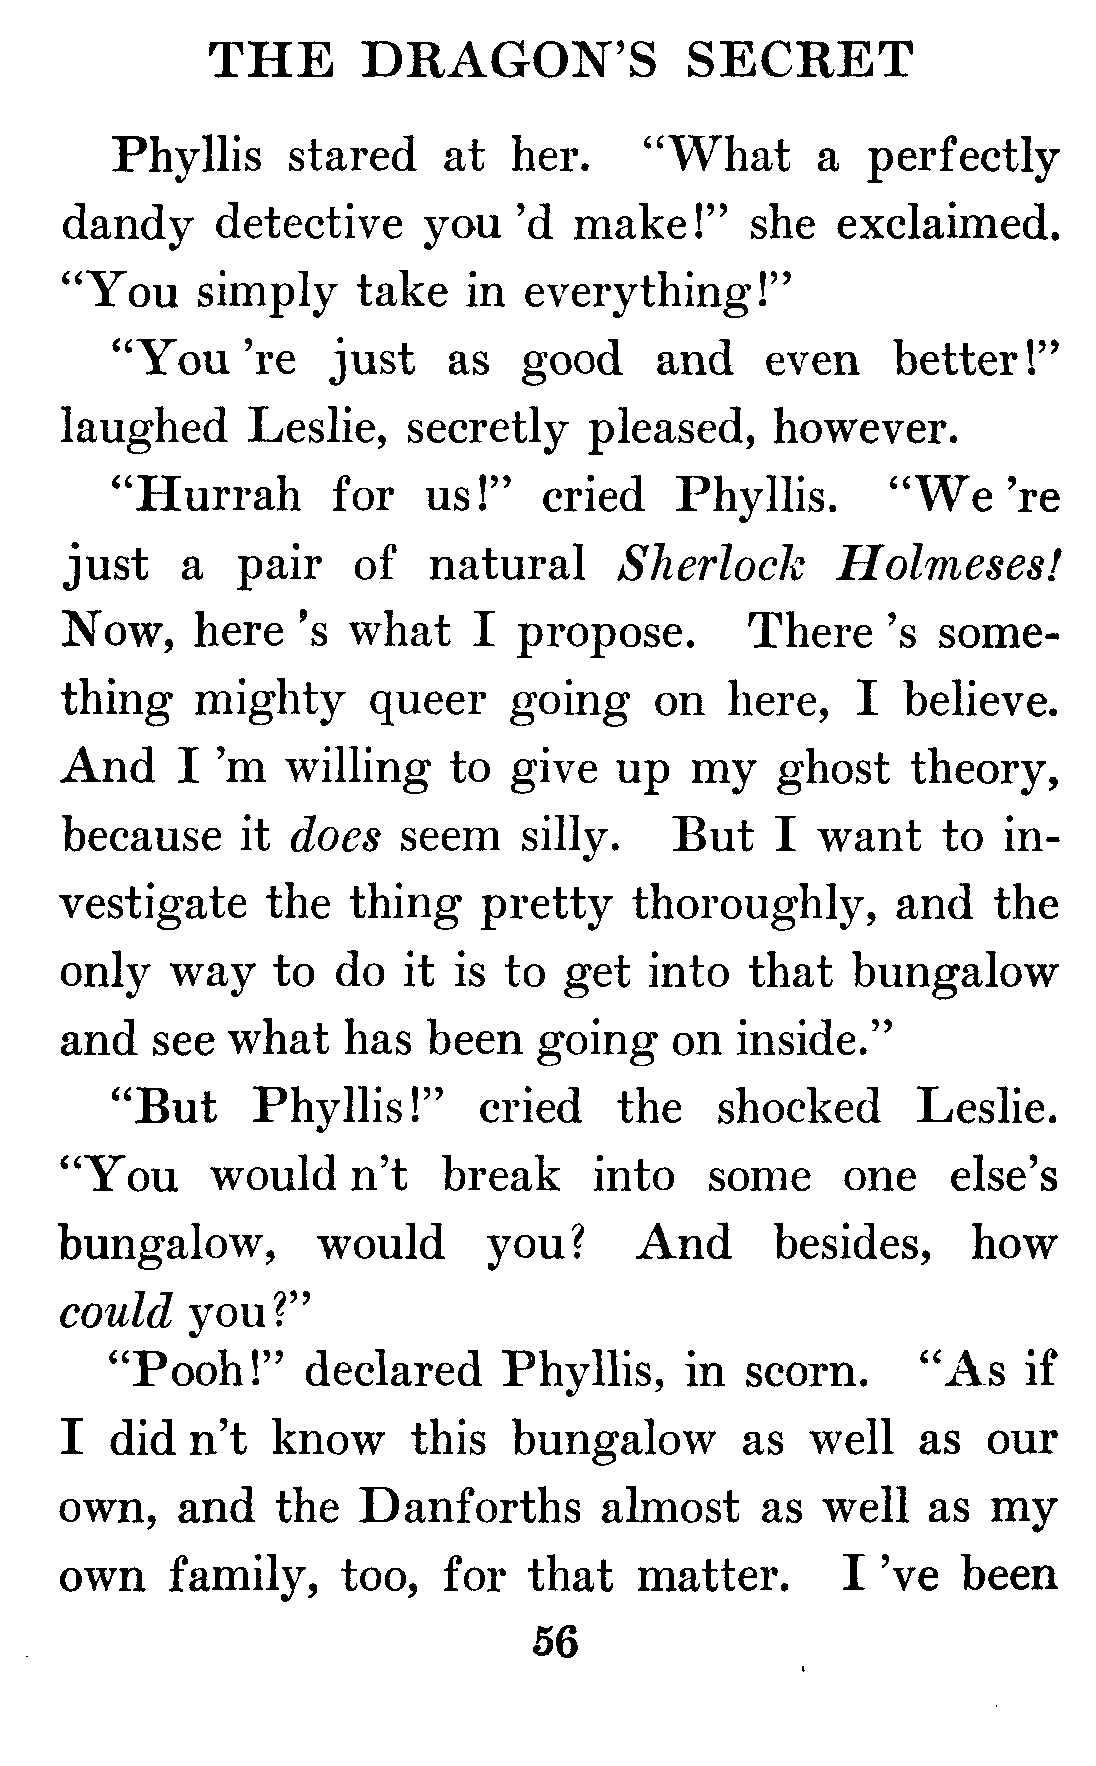 THE DRAGON'S SECRET
Phyllis stared at her. "What a perfectly
dandy detective you 'd make!" she exclaimed.
"You simply take in everything!"
"You 're just as good and even better!"
laughed Leslie, secretly pleased, however.
"Hurrah for us!" cried Phyllis. "We 're
just a pair of natural Sherlock Holmeses!
Now, here 's what I propose. There 's some-
thing mighty queer going on here, I believe.
And I 'm willing to give up my ghost theory,
because it does seem silly. But I want to in-
vestigate the thing pretty thoroughly, and the
only way to do it is to get into that bungalow
and see what has been going on inside."
"But Phyllis!" cried the shocked Leslie.
"You would n't break into some one else's
bungalow, would you? And besides, how
could you?"
"Pooh!" declared Phyllis, in scorn. "As if
I did n't know this bungalow as well as our
own, and the Danforths almost as well as my
own family, too, for that matter. I 've been
56